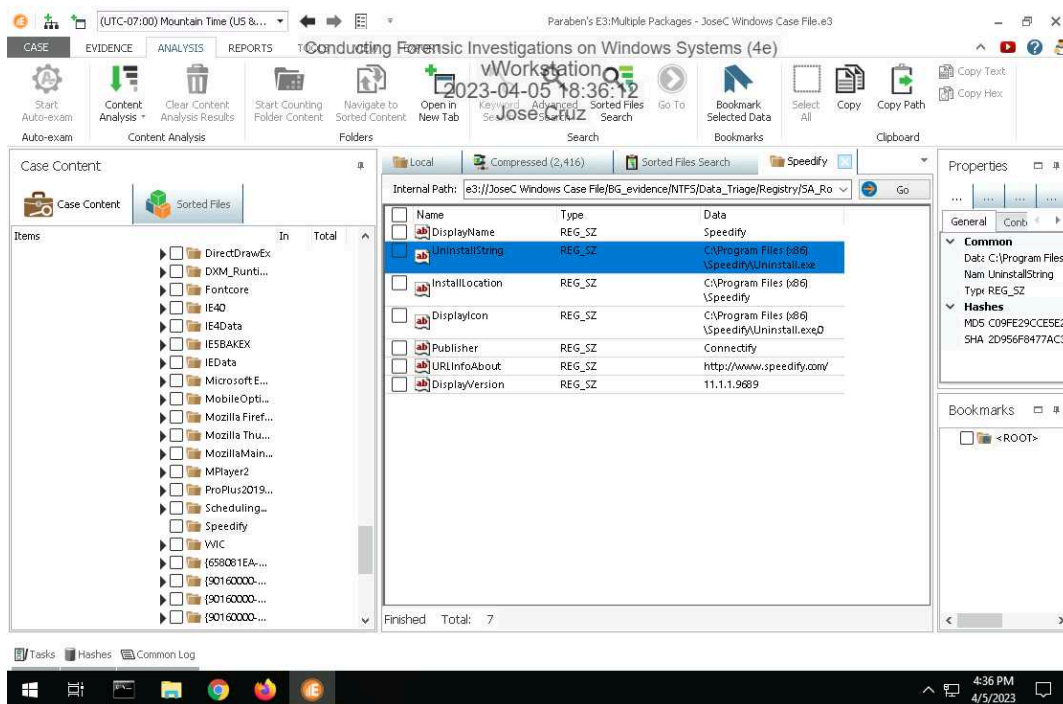 (UTC-07:00) Mountain Time (US &...
Paraben's E3:Multiple Packages - JoseC Windows Case File.e3
CASE
EVIDENCE
ANALYSIS
REPORTS
Conducting Forensic Investigations on Windows Systems (4e)
vWorkstation
2023-04-05 18:36:12
Jose Cruz
Start Auto-exam
Content Analysis
Clear Content Analysis Results
Start Counting Folder Content
Navigate to Sorted Content
Open in New Tab
Keyword Search
Advanced Search
Sorted Files Search
Go To
Bookmark Selected Data
Select All
Copy
Copy Path
Copy Text
Copy Hex
Auto-exam
Content Analysis
Folders
Search
Bookmarks
Clipboard
Case Content
Case Content
Sorted Files
Items In Total
DirectDrawEx
DXM_Runti...
Fontcore
IE40
IE4Data
IE5BAKEX
IEData
MicrosoftE...
MobileOpti...
Mozilla Firef...
Mozilla Thu...
MozillaMain...
MPlayer2
ProPlus2019...
Scheduling...
Speedify
WIC
{658081EA-...
{90160000-...
{90160000-...
{90160000-...
Local
Compressed (2,416)
Sorted Files Search
Speedify
Internal Path: e3://JoseC Windows Case File/BG_evidence/NTFS/Data_Triage/Registry/SA_Ro
Go
Name Type Data
DisplayName REG_SZ Speedify
UninstallString REG_SZ C:\Program Files (x86)
\Speedify\Uninstall.exe
InstallLocation REG_SZ C:\Program Files (x86)
\Speedify
DisplayIcon REG_SZ C:\Program Files (x86)
\Speedify\Uninstall.exe,0
Publisher REG_SZ Connectify
URLInfoAbout REG_SZ http://www.speedify.com/
DisplayVersion REG_SZ 11.1.1.9689
Finished Total: 7
Properties
General
Common
Data C:\Program Files
Nam UninstallString
Type REG_SZ
Hashes
MD5 C09FE29CCE5E2
SHA 2D956F8477AC3
Bookmarks
<ROOT>
Tasks
Hashes
Common Log
4:36 PM
4/5/2023